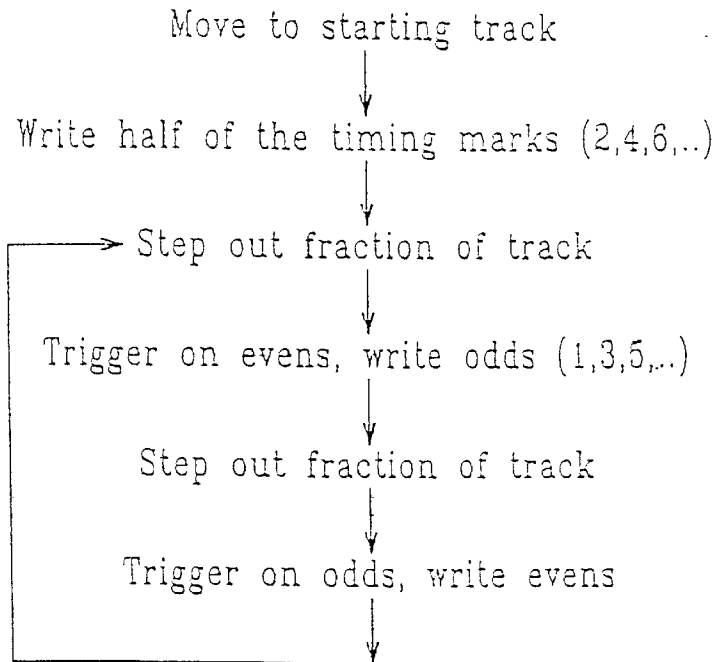 Move to starting track
Write half of the timing marks (2,4,6,..)
Step out fraction of track
Trigger on evens, write odds (1,3,5,..)
Step out fraction of track
Trigger on odds, write evens